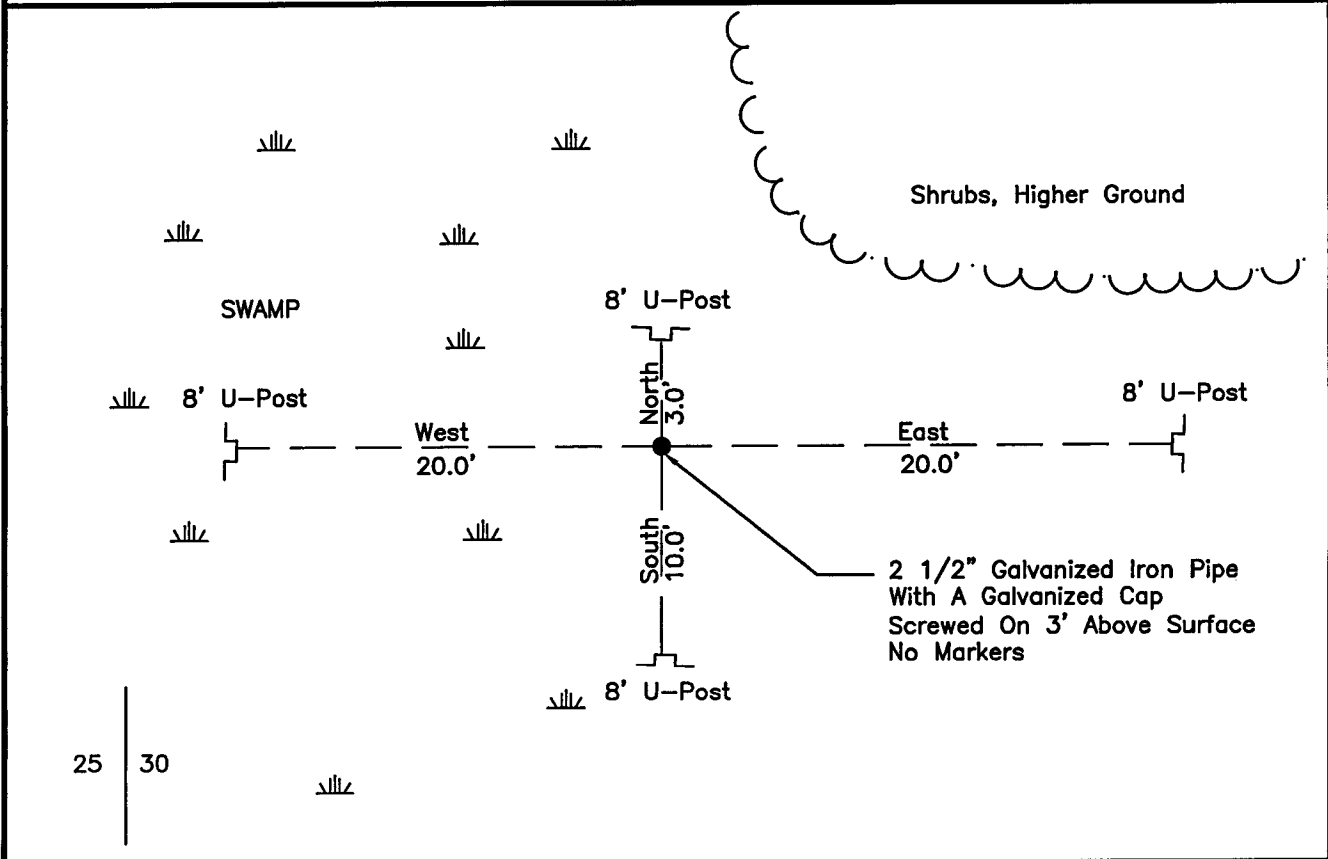 Shrubs, Higher Ground
8' U-Post
SWAMP
8' U-Post
8' U-Post
North
3.0'
West
20.0'
East
20.0'
South
10.0'
2 1/2" Galvanized Iron Pipe
With A Galvanized Cap
Screwed On 3' Above Surface
No Markers
8' U-Post
25 30